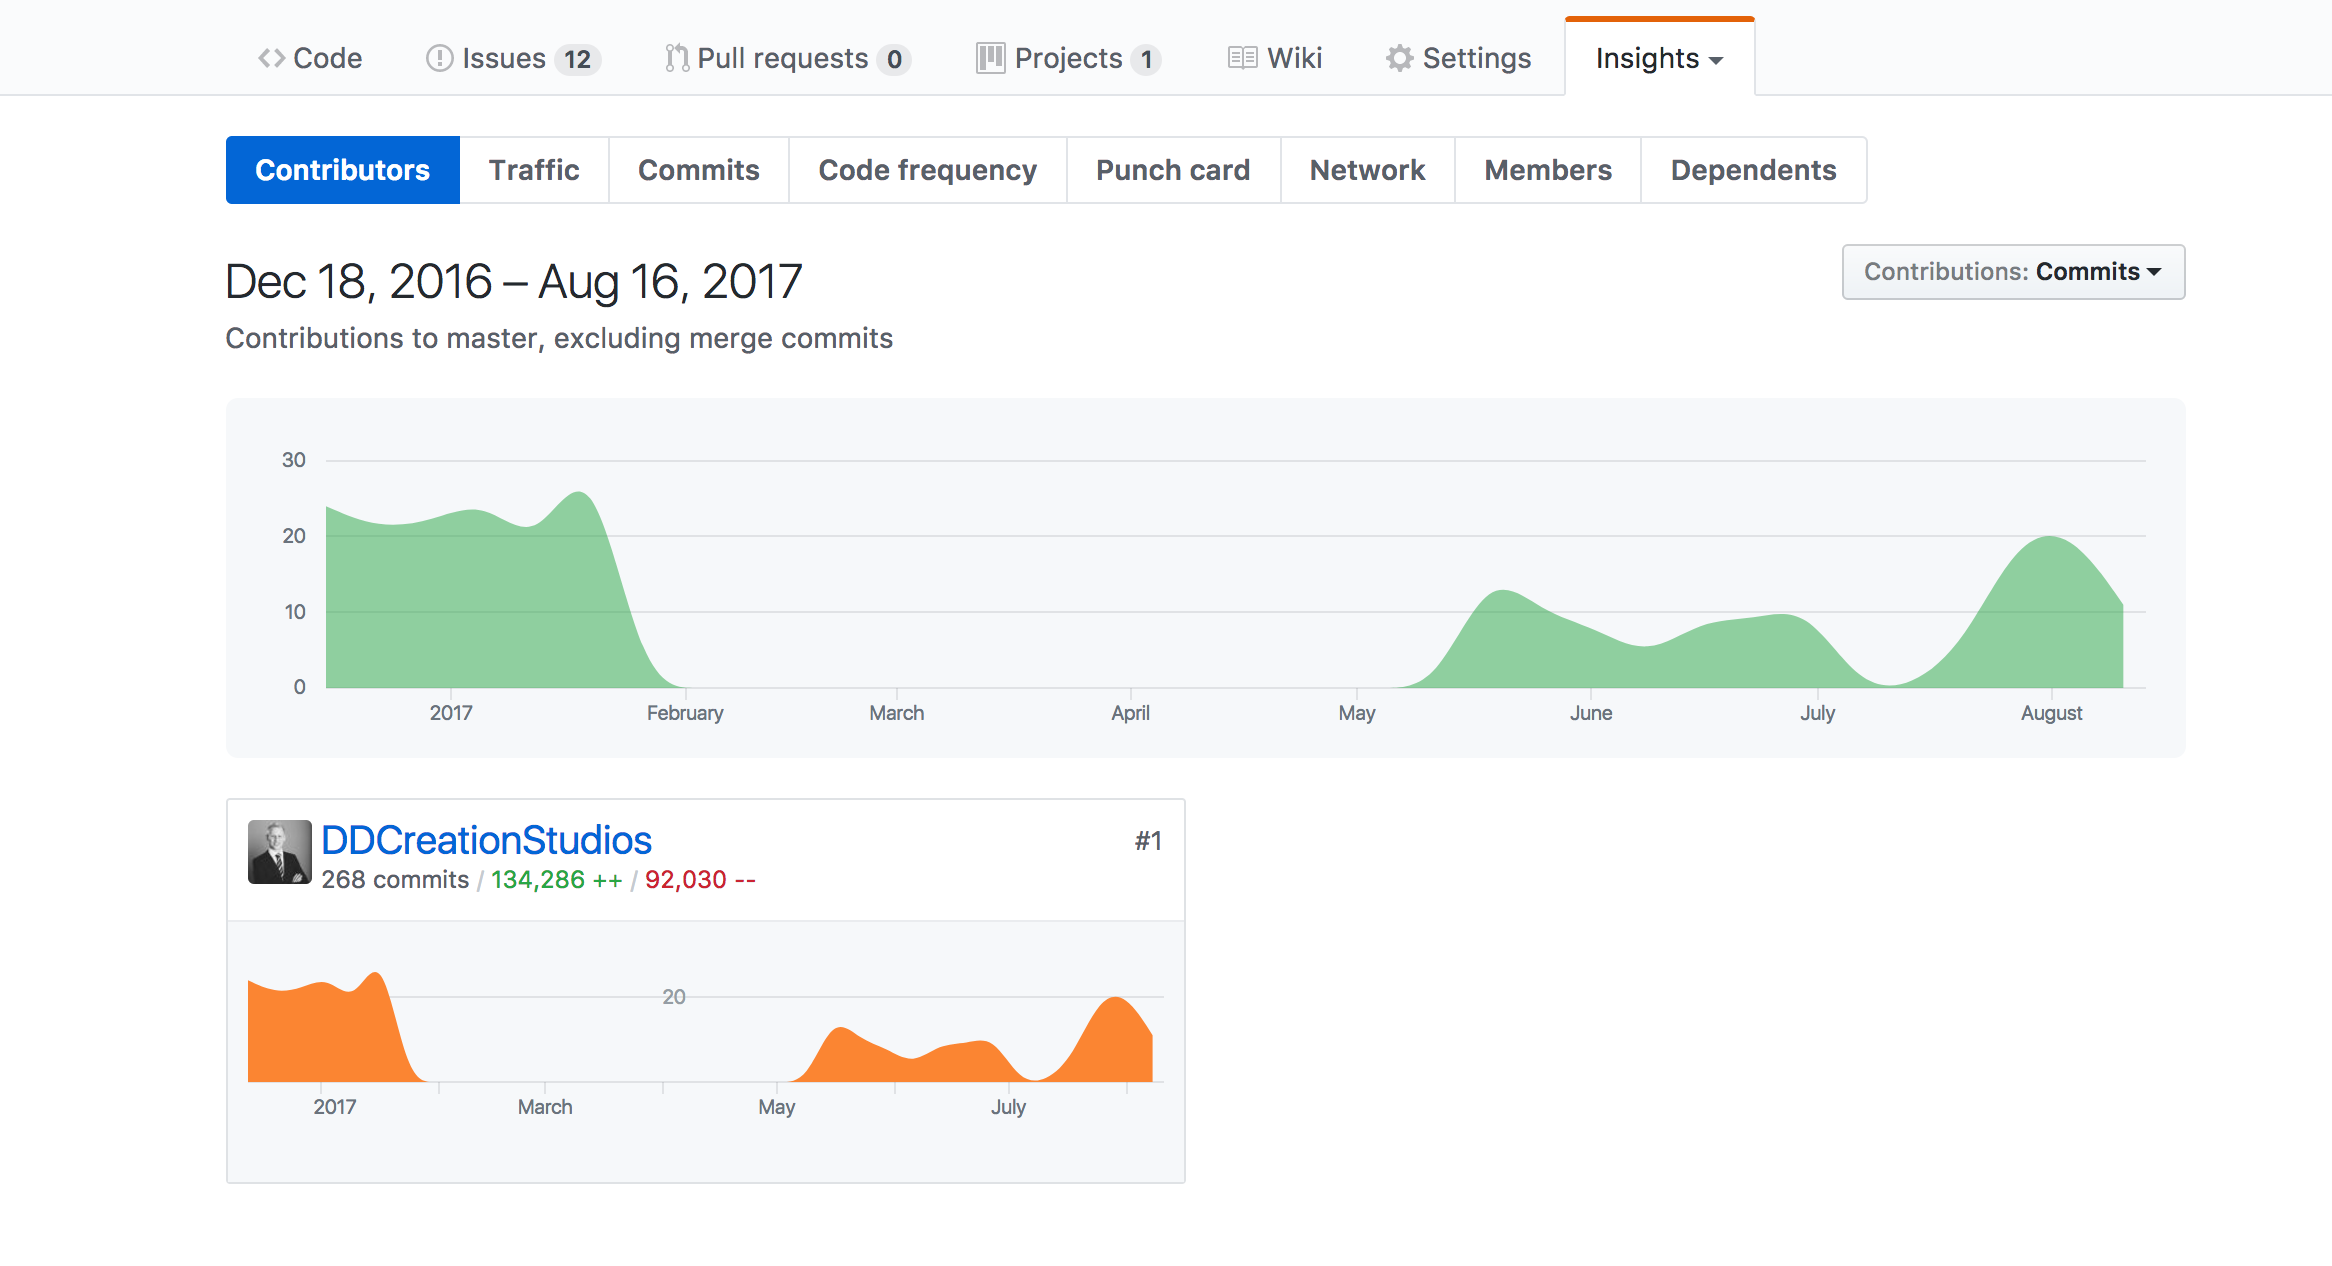 Code Issues 12 Pull requests 0 Projects 1 Wiki Settings Insights
Contributors Traffic Commits Code frequency Punch card Network Members Dependents
Dec 18, 2016 – Aug 16, 2017
Contributions: Commits
Contributions to master, excluding merge commits
30
20
10
0
2017 February March April May June July August
DDCreationStudios #1
268 commits / 134,286 ++ / 92,030 --
20
2017 March May July